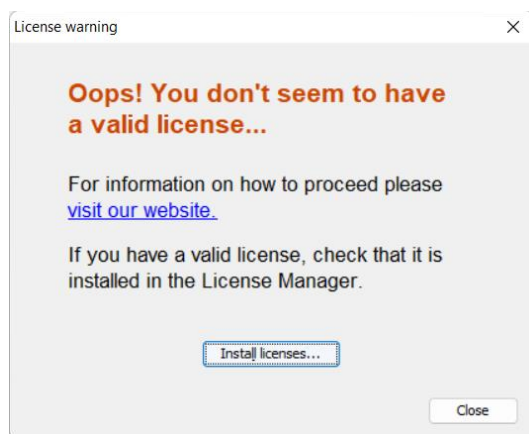 License warning
Oops! You don't seem to have
a valid license...
For information on how to proceed please
visit our website.
If you have a valid license, check that it is
installed in the License Manager.
Install licenses...
Close